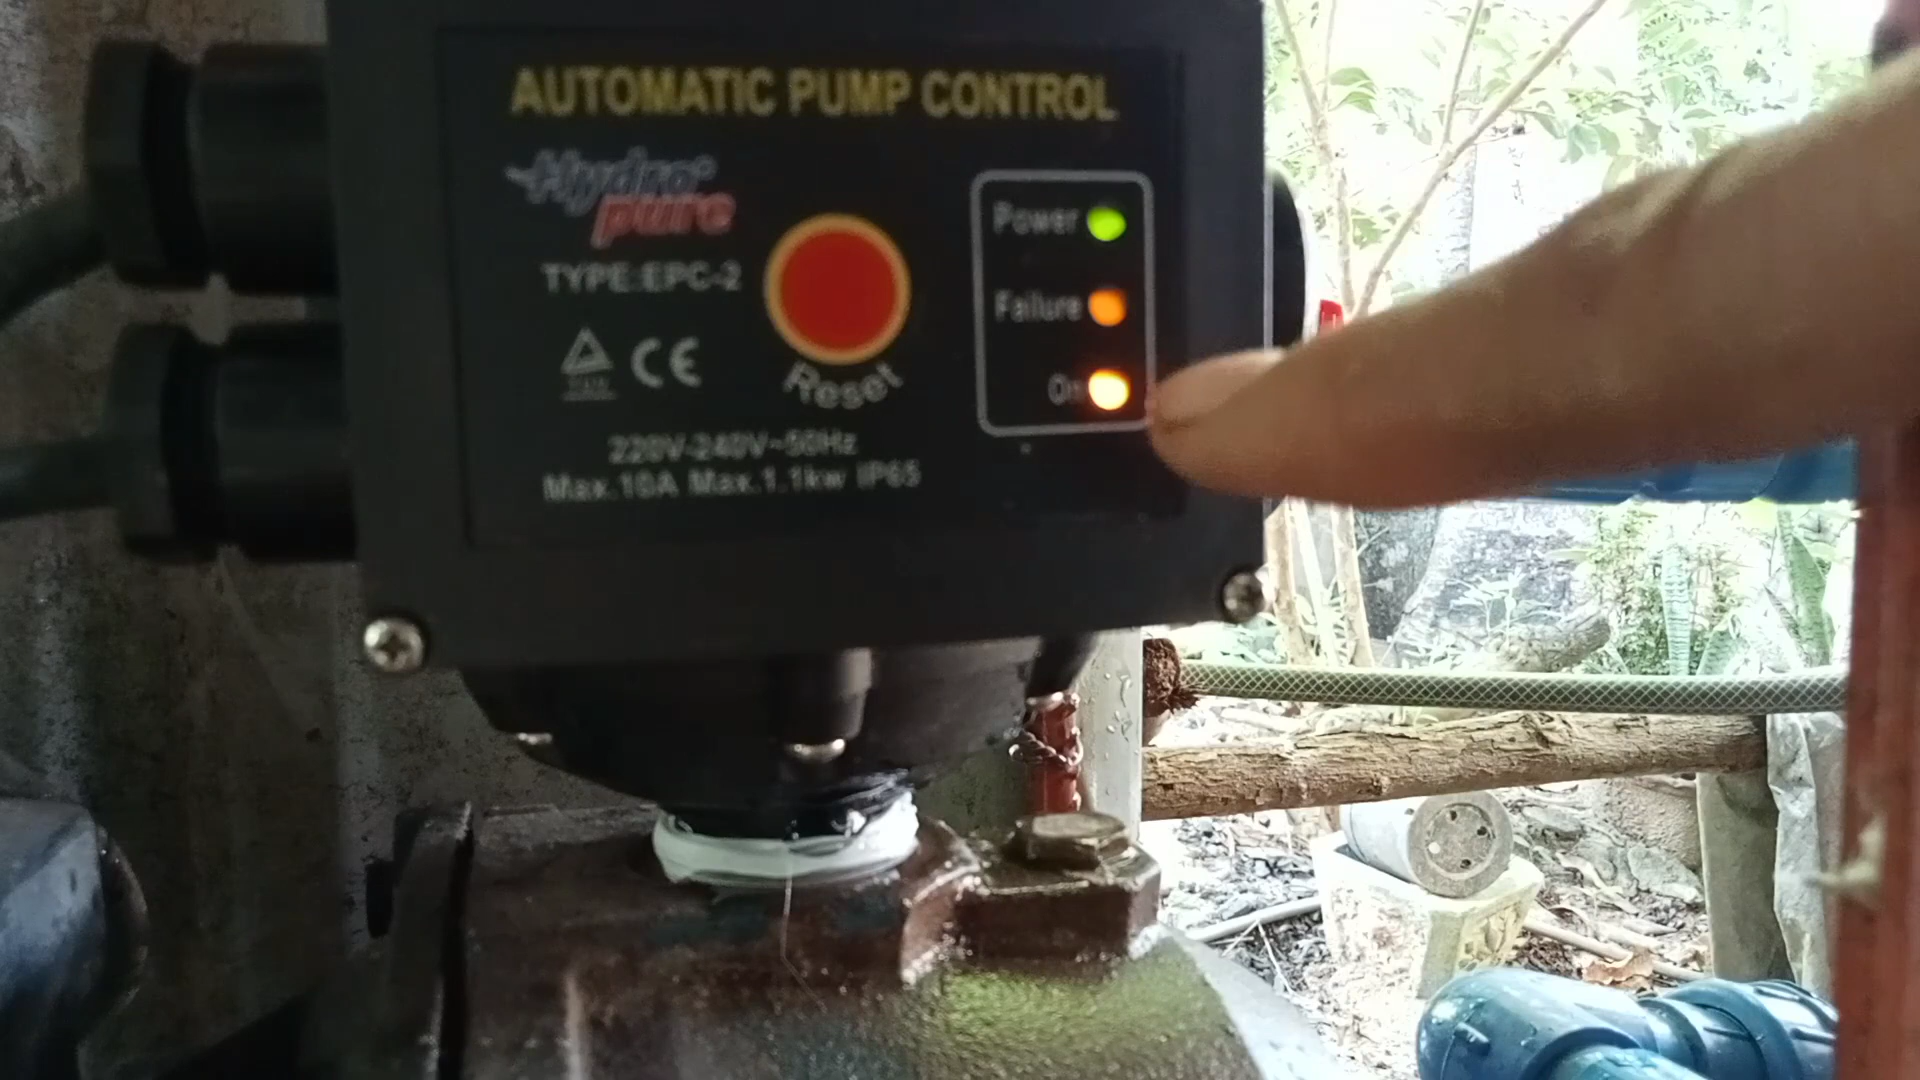 AUTOMATIC PUMP CONTROL
Hydro
pure
TYPE:EPC-2
CE
Reset
Power
Failure
On
220V-240V~50Hz
Max.10A Max.1.1kw IP65